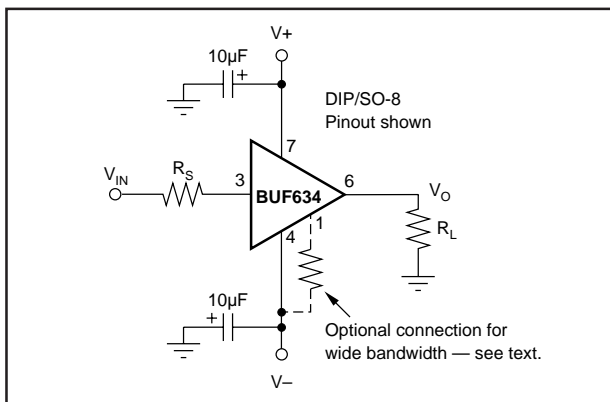 V+
10µF
+
DIP/SO-8
Pinout shown
7
V_IN
R_S
3
BUF634
6
V_O
4
1
R_L
10µF
+
Optional connection for
wide bandwidth — see text.
V–